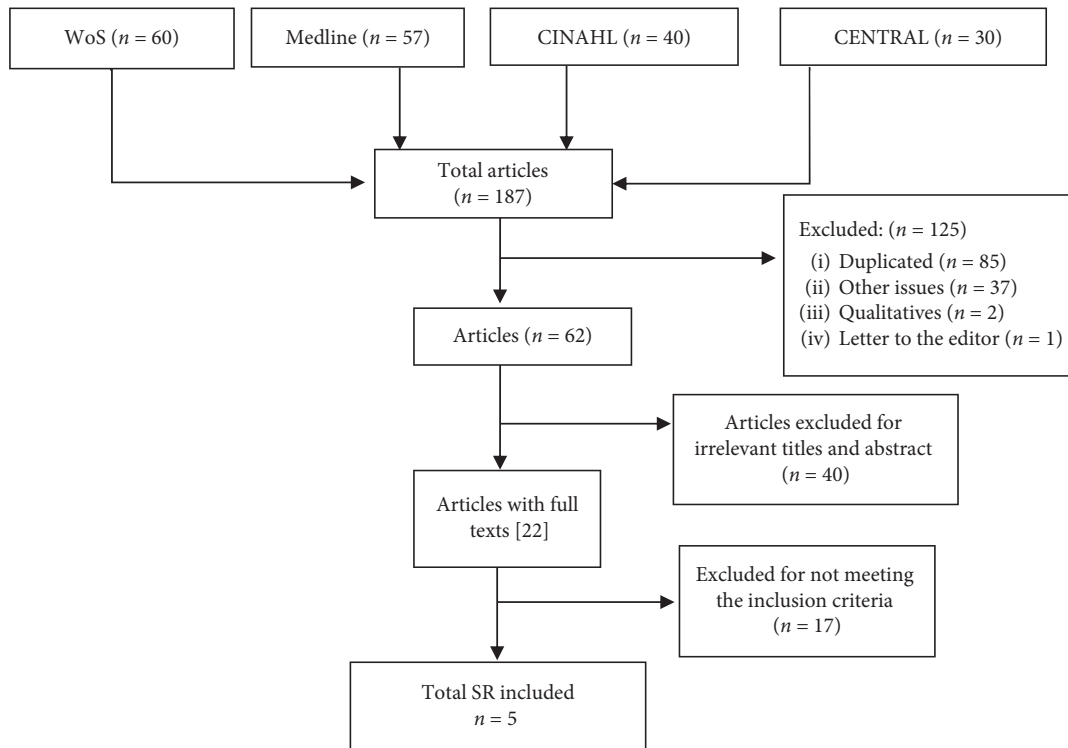 WoS (n = 60)
Medline (n = 57)
CINAHL (n = 40)
CENTRAL (n = 30)
Total articles
(n = 187)
Excluded: (n = 125)
(i) Duplicated (n = 85)
(ii) Other issues (n = 37)
(iii) Qualitatives (n = 2)
(iv) Letter to the editor (n = 1)
Articles (n = 62)
Articles excluded for
irrelevant titles and abstract
(n = 40)
Articles with full
texts [22]
Excluded for not meeting
the inclusion criteria
(n = 17)
Total SR included
n = 5